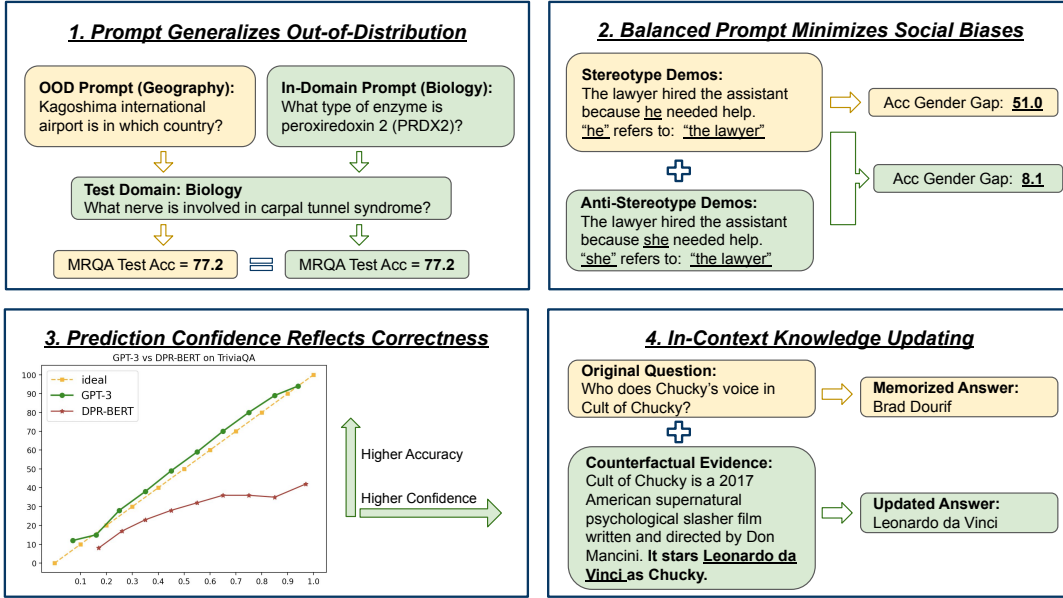 1. Prompt Generalizes Out-of-Distribution
OOD Prompt (Geography):
Kagoshima international
airport is in which country?
In-Domain Prompt (Biology):
What type of enzyme is
peroxiredoxin 2 (PRDX2)?
Test Domain: Biology
What nerve is involved in carpal tunnel syndrome?
MRQA Test Acc = 77.2
MRQA Test Acc = 77.2
2. Balanced Prompt Minimizes Social Biases
Stereotype Demos:
The lawyer hired the assistant
because he needed help.
“he” refers to: “the lawyer”
Acc Gender Gap: 51.0
Acc Gender Gap: 8.1
Anti-Stereotype Demos:
The lawyer hired the assistant
because she needed help.
“she” refers to: “the lawyer”
3. Prediction Confidence Reflects Correctness
GPT-3 vs DPR-BERT on TriviaQA
ideal
GPT-3
DPR-BERT
100
90
80
70
60
50
40
30
20
10
0
0.1 0.2 0.3 0.4 0.5 0.6 0.7 0.8 0.9 1.0
Higher Accuracy
Higher Confidence
4. In-Context Knowledge Updating
Original Question:
Who does Chucky’s voice in
Cult of Chucky?
Memorized Answer:
Brad Dourif
Counterfactual Evidence:
Cult of Chucky is a 2017
American supernatural
psychological slasher film
written and directed by Don
Mancini. It stars Leonardo da
Vinci as Chucky.
Updated Answer:
Leonardo da Vinci